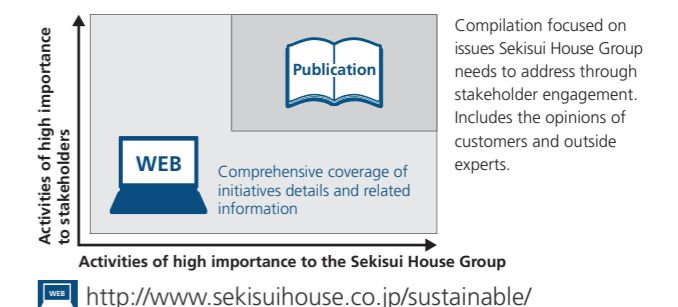 Activities of high importance
to stakeholders
Publication
WEB
Comprehensive coverage of
initiatives details and related
information
Activities of high importance to the Sekisui House Group
Compilation focused on
issues Sekisui House Group
needs to address through
stakeholder engagement.
Includes the opinions of
customers and outside
experts.
WEB
http://www.sekisuihouse.co.jp/sustainable/